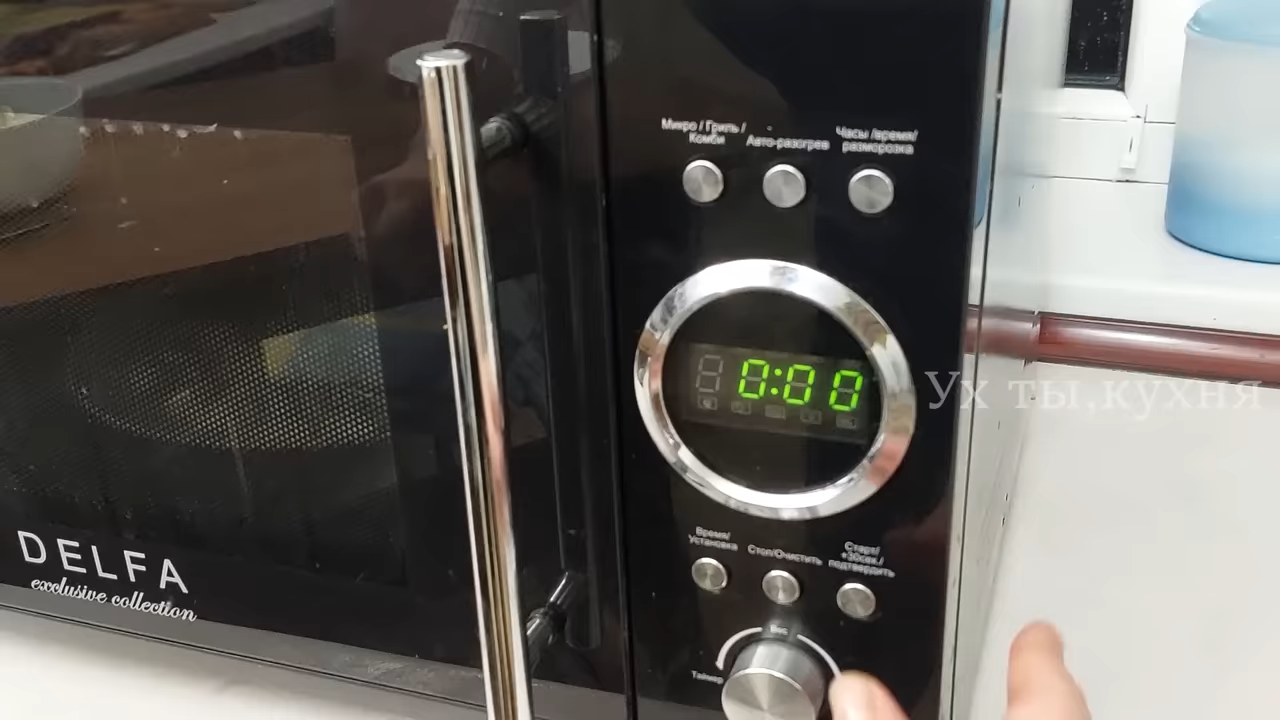 Микро / Гриль /
Комби
Авто-разогрев
Часы /время/
разморозка
0:00
Ух ты,кухня
Время/
Установка
Стоп/Очистить
Старт/
+30сек./
подтвердить
DELFA
exclusive collection
Вес
Таймер